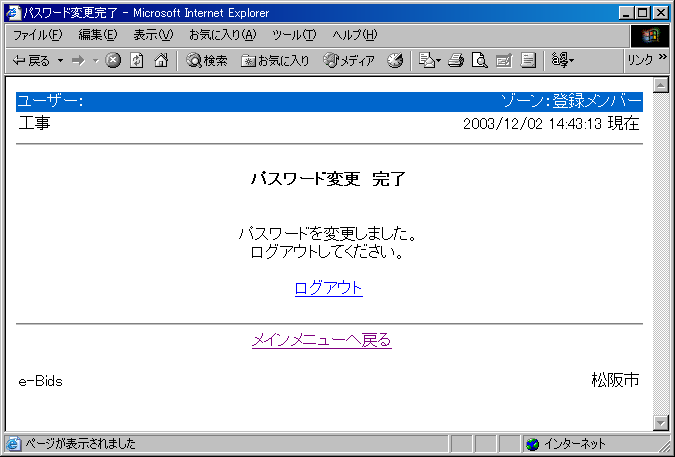 パスワード変更完了 - Microsoft Internet Explorer
ファイル(F) 編集(E) 表示(V) お気に入り(A) ツール(T) ヘルプ(H)
戻る 検索 お気に入り メディア リンク »
ユーザー: ゾーン:登録メンバー
工事 2003/12/02 14:43:13 現在
パスワード変更 完了
パスワードを変更しました。
ログアウトしてください。
ログアウト
メインメニューへ戻る
e-Bids 松阪市
ページが表示されました インターネット